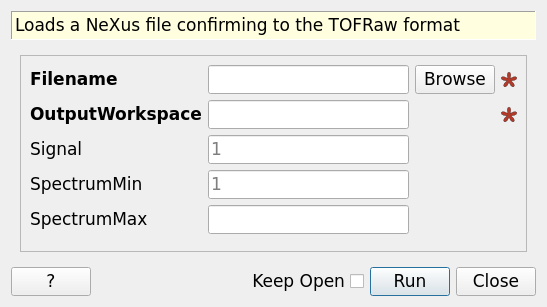 Loads a NeXus file confirming to the TOFRaw format
Filename Browse *
OutputWorkspace *
Signal 1
SpectrumMin 1
SpectrumMax
? Keep Open Run Close